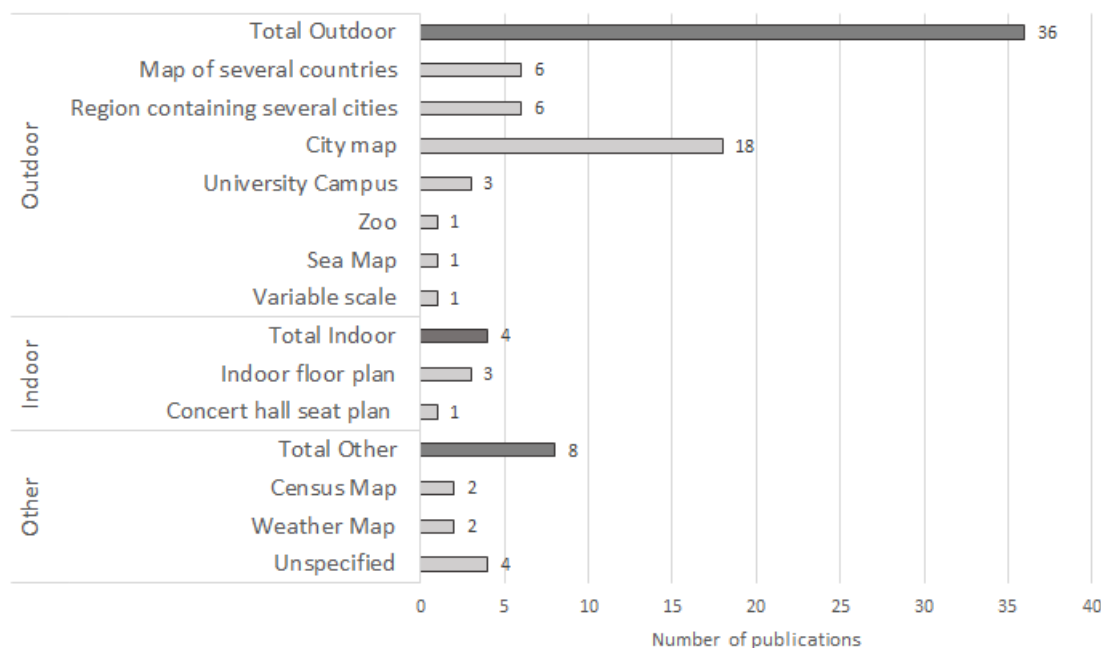 Outdoor
Total Outdoor 36
Map of several countries 6
Region containing several cities 6
City map 18
University Campus 3
Zoo 1
Sea Map 1
Variable scale 1
Indoor
Total Indoor 4
Indoor floor plan 3
Concert hall seat plan 1
Other
Total Other 8
Census Map 2
Weather Map 2
Unspecified 4
0 5 10 15 20 25 30 35 40
Number of publications